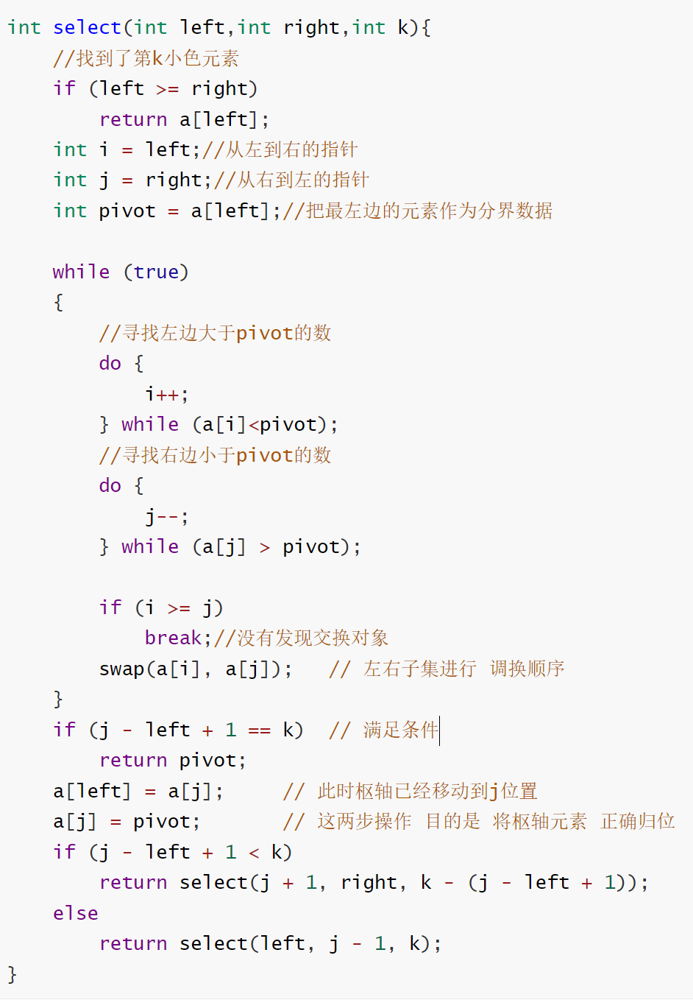 int select(int left,int right,int k){
    //找到了第k小色元素
    if (left >= right)
        return a[left];
    int i = left;//从左到右的指针
    int j = right;//从右到左的指针
    int pivot = a[left];//把最左边的元素作为分界数据

    while (true)
    {
        //寻找左边大于pivot的数
        do {
            i++;
        } while (a[i]<pivot);
        //寻找右边小于pivot的数
        do {
            j--;
        } while (a[j] > pivot);

        if (i >= j)
            break;//没有发现交换对象
        swap(a[i], a[j]);   // 左右子集进行 调换顺序
    }
    if (j - left + 1 == k)  // 满足条件
        return pivot;
    a[left] = a[j];     // 此时枢轴已经移动到j位置
    a[j] = pivot;       // 这两步操作 目的是 将枢轴元素 正确归位
    if (j - left + 1 < k)
        return select(j + 1, right, k - (j - left + 1));
    else
        return select(left, j - 1, k);
}